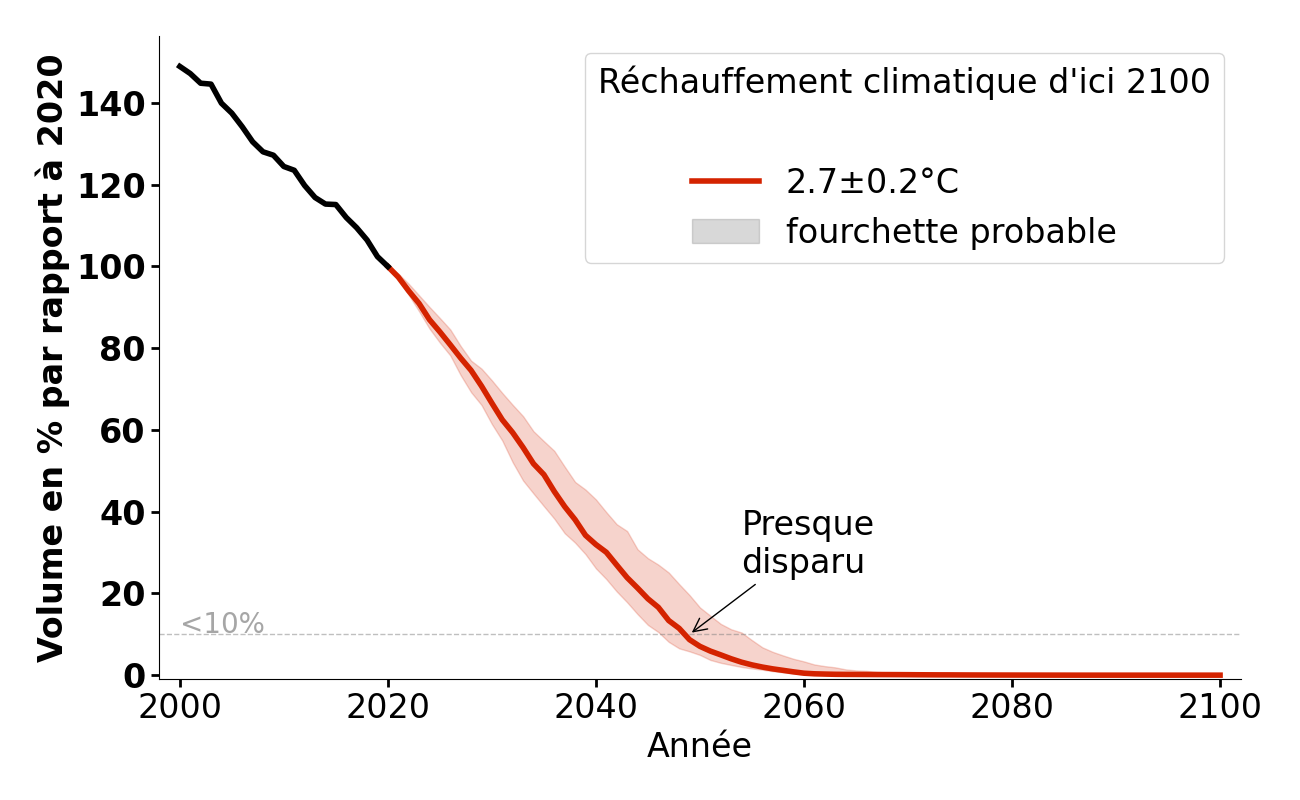 Volume en % par rapport à 2020
140
120
100
80
60
40
20
0
Réchauffement climatique d'ici 2100
2.7±0.2°C
fourchette probable
Presque
disparu
<10%
2000
2020
2040
2060
2080
2100
Année